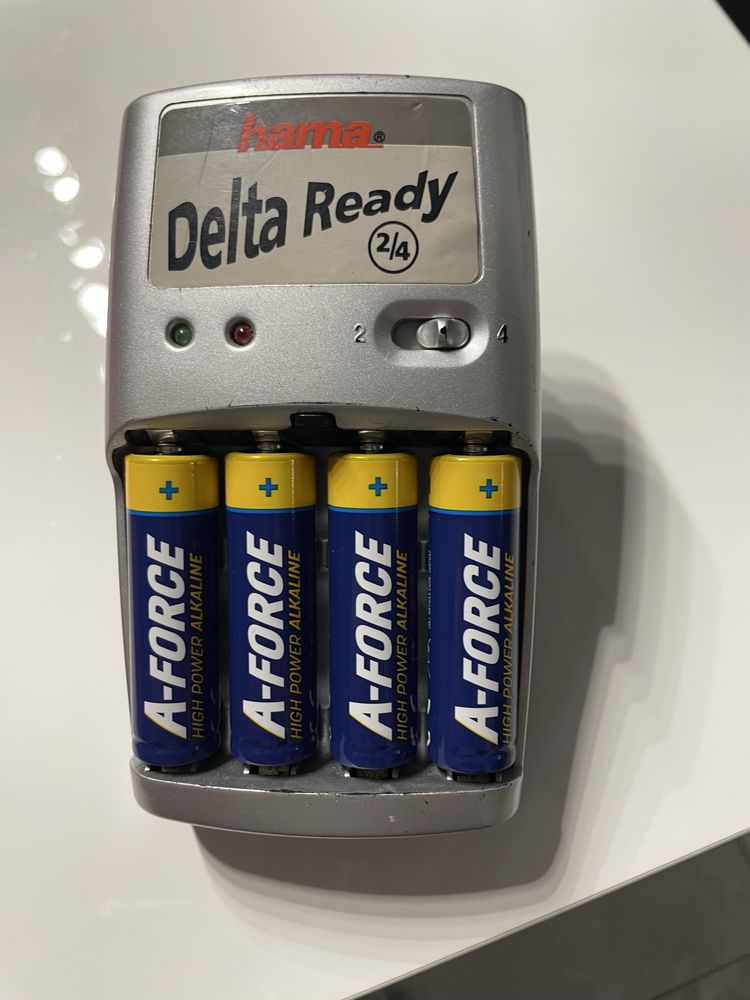 hama®
Delta Ready
2/4
2 4
+ + + +
A-FORCE
HIGH POWER ALKALINE
A-FORCE
HIGH POWER ALKALINE
A-FORCE
HIGH POWER ALKALINE
A-FORCE
HIGH POWER ALKALINE